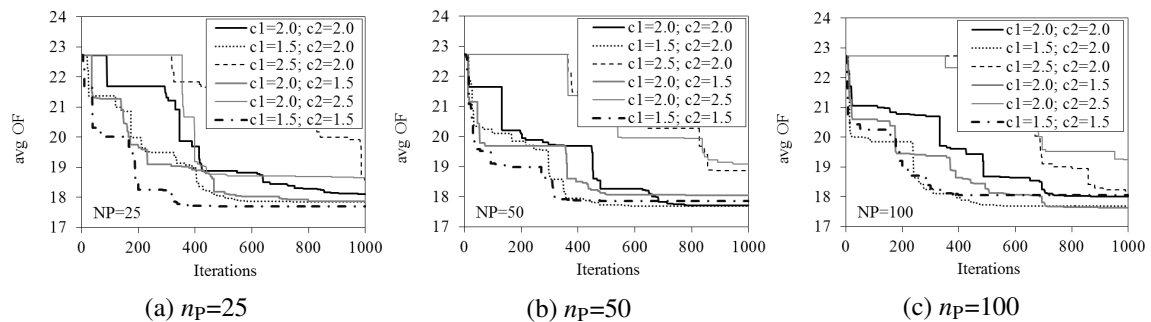 23
22
21
20
19
18
17
avg OF
0 200 400 600 800 1000
Iterations
NP=25
c1=2.0; c2=2.0
c1=1.5; c2=2.0
c1=2.5; c2=2.0
c1=2.0; c2=1.5
c1=2.0; c2=2.5
c1=1.5; c2=1.5
(a) nP=25
23
22
21
20
19
18
17
avg OF
0 200 400 600 800 1000
Iterations
NP=50
c1=2.0; c2=2.0
c1=1.5; c2=2.0
c1=2.5; c2=2.0
c1=2.0; c2=1.5
c1=2.0; c2=2.5
c1=1.5; c2=1.5
(b) nP=50
24
23
22
21
20
19
18
17
avg OF
0 200 400 600 800 1000
Iterations
NP=100
c1=2.0; c2=2.0
c1=1.5; c2=2.0
c1=2.5; c2=2.0
c1=2.0; c2=1.5
c1=2.0; c2=2.5
c1=1.5; c2=1.5
(c) nP=100